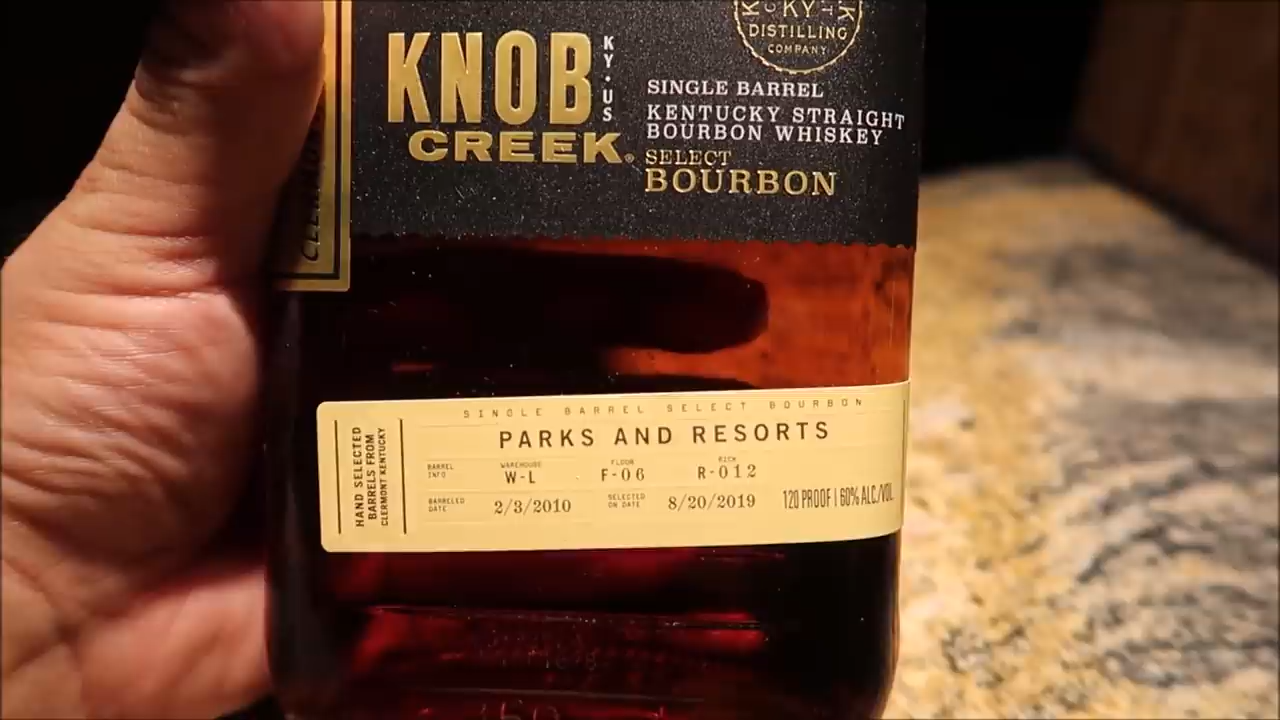 KY
DISTILLING
COMPANY
KNOB
KY·US
CREEK®
SINGLE BARREL
KENTUCKY STRAIGHT
BOURBON WHISKEY
SELECT
BOURBON
SINGLE BARREL SELECT BOURBON
PARKS AND RESORTS
HAND SELECTED
BARRELS FROM
CLERMONT KENTUCKY
BARREL
INFO
WAREHOUSE
W-L
FLOOR
F-06
RICK
R-012
BARRELED
DATE
2/3/2010
SELECTED
ON DATE
8/20/2019
120 PROOF | 60% ALC/VOL